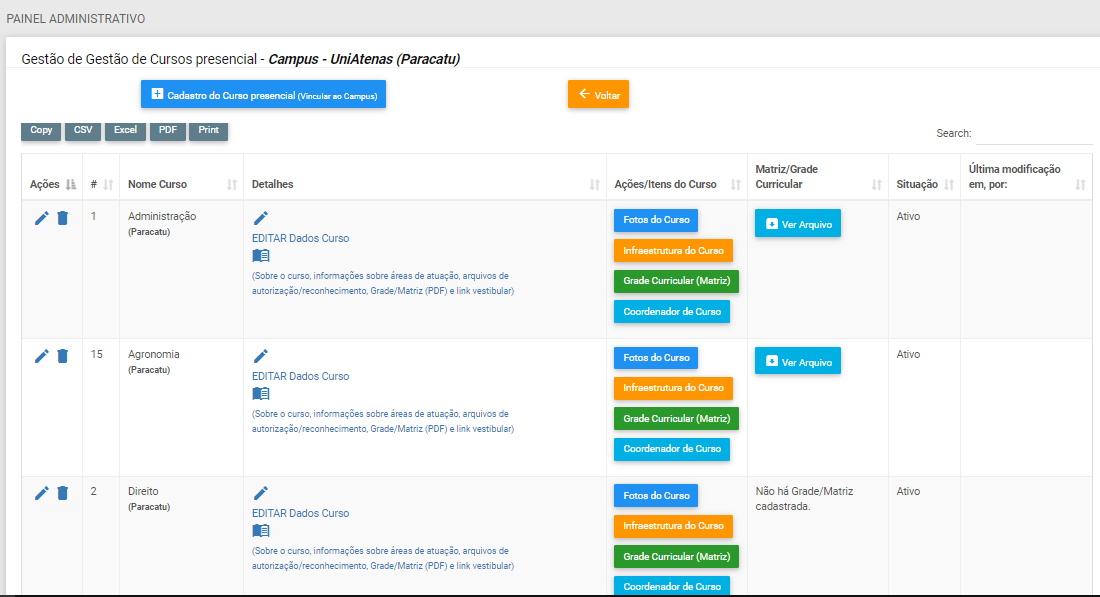 PAINEL ADMINISTRATIVO
Gestão de Gestão de Cursos presencial - Campus - UniAtenas (Paracatu)
Cadastro do Curso presencial (Vincular ao Campus)
Voltar
Copy
CSV
Excel
PDF
Print
Search:
Ações
#
Nome Curso
Detalhes
Ações/Itens do Curso
Matriz/Grade
Curricular
Situação
Última modificação
em, por:
1
Administração
(Paracatu)
EDITAR Dados Curso
(Sobre o curso, informações sobre áreas de atuação, arquivos de
autorização/reconhecimento, Grade/Matriz (PDF) e link vestibular)
Fotos do Curso
Infraestrutura do Curso
Grade Curricular (Matriz)
Coordenador de Curso
Ver Arquivo
Ativo
15
Agronomia
(Paracatu)
EDITAR Dados Curso
(Sobre o curso, informações sobre áreas de atuação, arquivos de
autorização/reconhecimento, Grade/Matriz (PDF) e link vestibular)
Fotos do Curso
Infraestrutura do Curso
Grade Curricular (Matriz)
Coordenador de Curso
Ver Arquivo
Ativo
2
Direito
(Paracatu)
EDITAR Dados Curso
(Sobre o curso, informações sobre áreas de atuação, arquivos de
autorização/reconhecimento, Grade/Matriz (PDF) e link vestibular)
Fotos do Curso
Infraestrutura do Curso
Grade Curricular (Matriz)
Coordenador de Curso
Não há Grade/Matriz
cadastrada.
Ativo